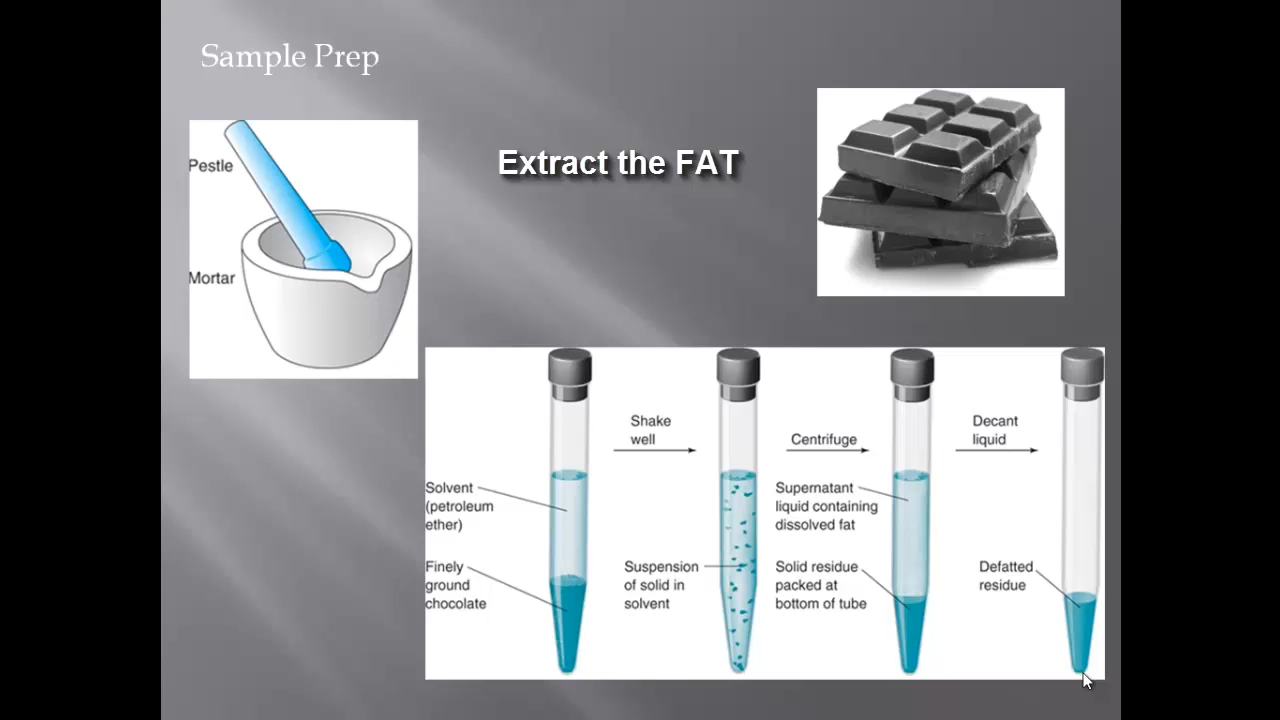 Sample Prep
Pestle
Mortar
Extract the FAT
Solvent
(petroleum
ether)
Finely
ground
chocolate
Shake
well
Suspension
of solid in
solvent
Centrifuge
Supernatant
liquid containing
dissolved fat
Solid residue
packed at
bottom of tube
Decant
liquid
Defatted
residue